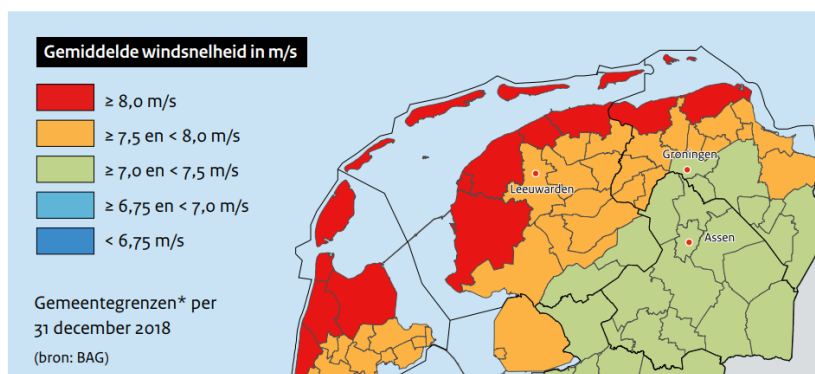 Gemiddelde windsnelheid in m/s
≥ 8,0 m/s
≥ 7,5 en < 8,0 m/s
≥ 7,0 en < 7,5 m/s
≥ 6,75 en < 7,0 m/s
< 6,75 m/s
Gemeentegrenzen* per
31 december 2018
(bron: BAG)
Groningen
Leeuwarden
Assen